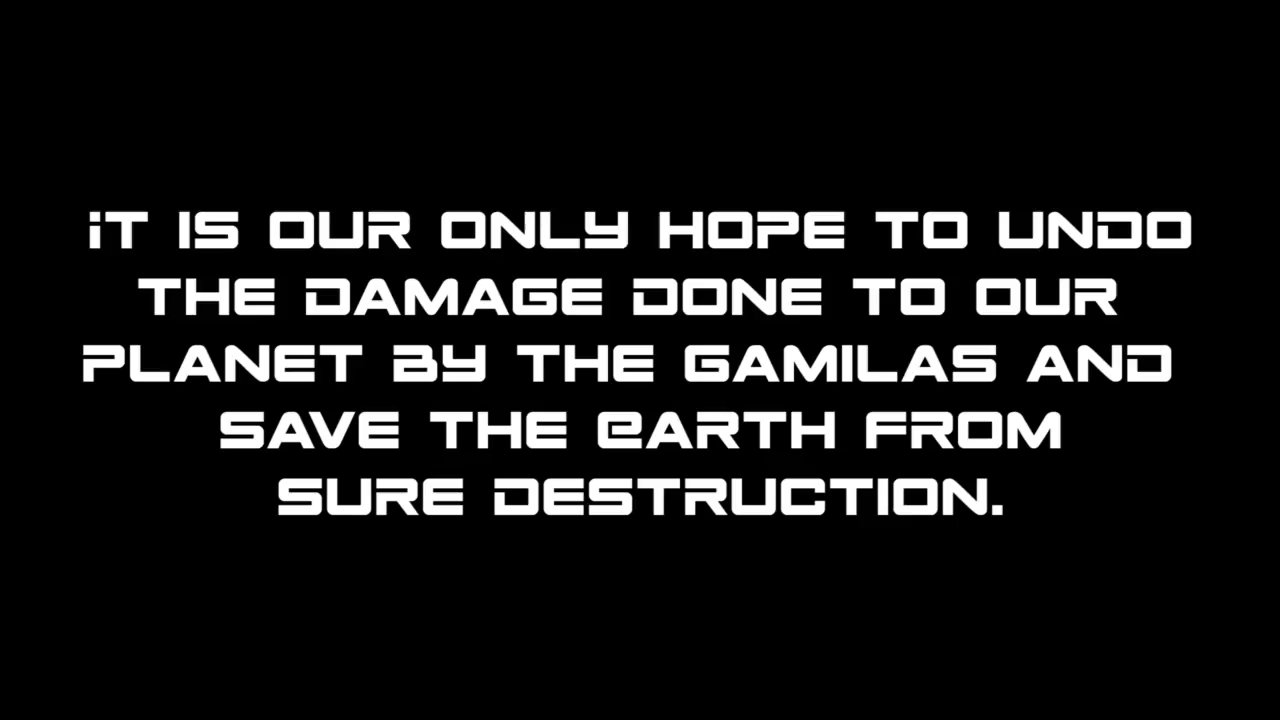 IT IS OUR ONLY HOPE TO UNDO
THE DAMAGE DONE TO OUR
PLANET BY THE GAMILAS AND
SAVE THE EARTH FROM
SURE DESTRUCTION.